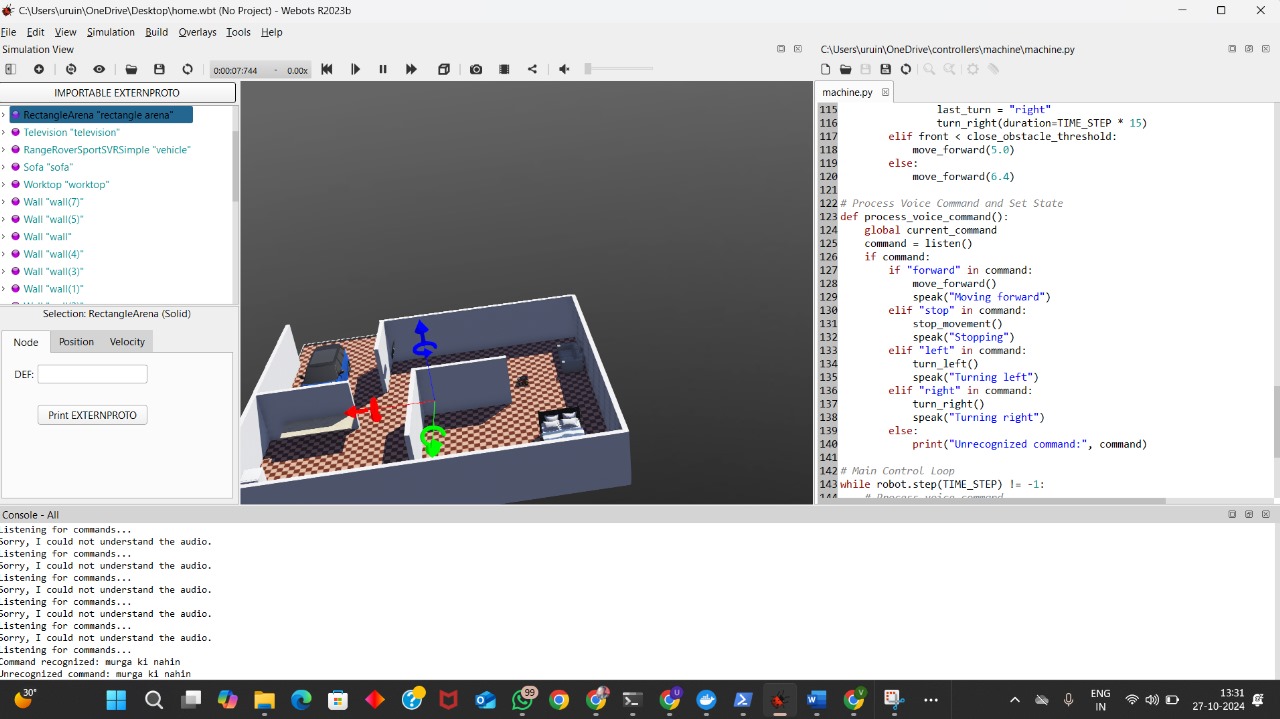 C:\Users\uruin\OneDrive\Desktop\home.wbt (No Project) - Webots R2023b
File Edit View Simulation Build Overlays Tools Help
Simulation View
0:00:07:744 - 0.00x
IMPORTABLE EXTERNPROTO
RectangleArena "rectangle arena"
Television "television"
RangeRoverSportSVRSimple "vehicle"
Sofa "sofa"
Worktop "worktop"
Wall "wall(7)"
Wall "wall(5)"
Wall "wall"
Wall "wall(4)"
Wall "wall(3)"
Wall "wall(1)"
Selection: RectangleArena (Solid)
Node Position Velocity
DEF:
Print EXTERNPROTO
C:\Users\uruin\OneDrive\controllers\machine\machine.py
machine.py
115 last_turn = "right"
116 turn_right(duration=TIME_STEP * 15)
117 elif front < close_obstacle_threshold:
118 move_forward(5.0)
119 else:
120 move_forward(6.4)
121
122 # Process Voice Command and Set State
123 def process_voice_command():
124 global current_command
125 command = listen()
126 if command:
127 if "forward" in command:
128 move_forward()
129 speak("Moving forward")
130 elif "stop" in command:
131 stop_movement()
132 speak("Stopping")
133 elif "left" in command:
134 turn_left()
135 speak("Turning left")
136 elif "right" in command:
137 turn_right()
138 speak("Turning right")
139 else:
140 print("Unrecognized command:", command)
141
142 # Main Control Loop
143 while robot.step(TIME_STEP) != -1:
144 # Process voice command
Console - All
Listening for commands...
Sorry, I could not understand the audio.
Listening for commands...
Sorry, I could not understand the audio.
Listening for commands...
Sorry, I could not understand the audio.
Listening for commands...
Sorry, I could not understand the audio.
Listening for commands...
Sorry, I could not understand the audio.
Listening for commands...
Command recognized: murga ki nahin
Unrecognized command: murga ki nahin
30°
99
ENG
IN
13:31
27-10-2024